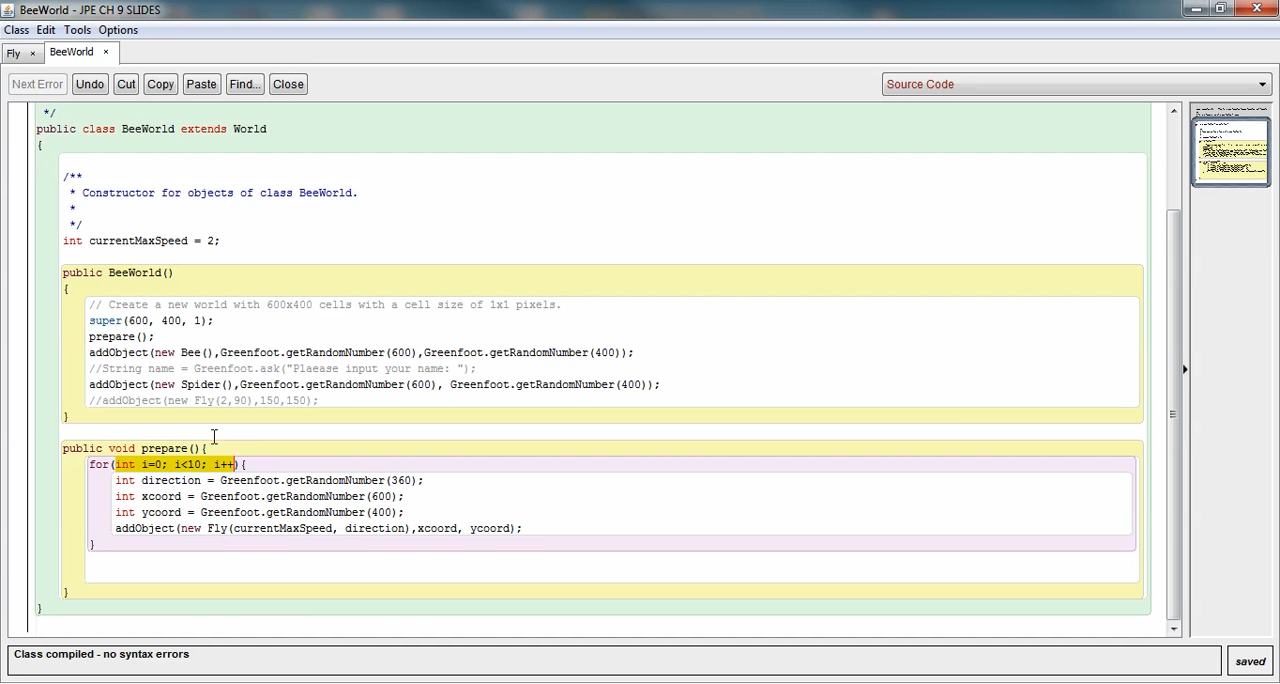 BeeWorld - JPE CH 9 SLIDES
Class Edit Tools Options
Fly × BeeWorld ×
Next Error Undo Cut Copy Paste Find... Close Source Code
*/
public class BeeWorld extends World
{
/**
* Constructor for objects of class BeeWorld.
*
*/
int currentMaxSpeed = 2;
public BeeWorld()
{
// Create a new world with 600x400 cells with a cell size of 1x1 pixels.
super(600, 400, 1);
prepare();
addObject(new Bee(),Greenfoot.getRandomNumber(600),Greenfoot.getRandomNumber(400));
//String name = Greenfoot.ask("Plaease input your name: ");
addObject(new Spider(),Greenfoot.getRandomNumber(600), Greenfoot.getRandomNumber(400));
//addObject(new Fly(2,90),150,150);
}
public void prepare(){
for(int i=0; i<10; i++){
int direction = Greenfoot.getRandomNumber(360);
int xcoord = Greenfoot.getRandomNumber(600);
int ycoord = Greenfoot.getRandomNumber(400);
addObject(new Fly(currentMaxSpeed, direction),xcoord, ycoord);
}
}
}
Class compiled - no syntax errors
saved